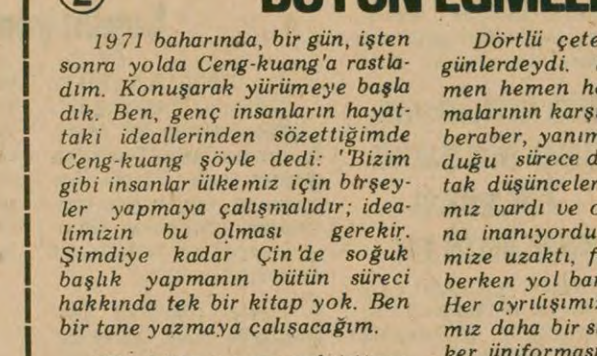 2
1971 baharında, bir gün, işten
sonra yolda Ceng-kuang'a rastla-
dım. Konuşarak yürümeye başla
dık. Ben, genç insanların hayat-
taki ideallerinden sözettiğimde
Ceng-kuang şöyle dedi: "Bizim
gibi insanlar ülkemiz için birşey-
ler yapmaya çalışmalıdır; idea-
limizin bu olması gerekir.
Şimdiye kadar Çin'de soğuk
başlık yapmanın bütün süreci
hakkında tek bir kitap yok. Ben
bir tane yazmaya çalışacağım.
Dörtlü çete
günlerdeydi.
men hemen
malarının
beraber, yanım
duğu sürece
tak düşünceler
mız vardı ve
na inanıyordu
mize uzaktı,
berken yol
Her ayrılışımız
mız daha bir
ker üniforması